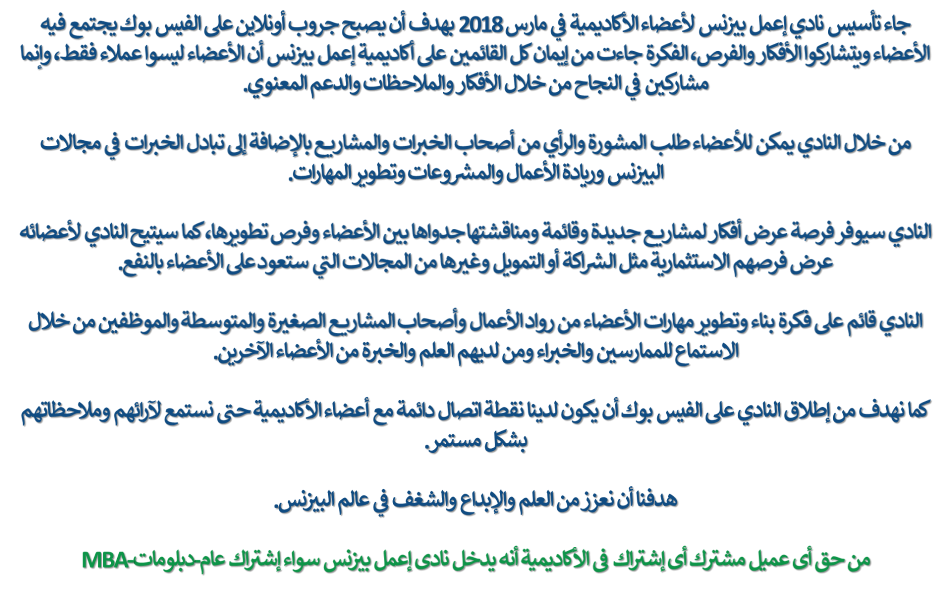 جاء تأسيس نادي إعمل بيزنس لأعضاء الأكاديمية في مارس 2018 بهدف أن يصبح جروب أونلاين على الفيس بوك يجتمع فيه
الأعضاء ويتشاركوا الأفكار والفرص، الفكرة جاءت من إيمان كل القائمين على أكاديمية إعمل بيزنس أن الأعضاء ليسوا عملاء فقط، وإنما
مشاركين في النجاح من خلال الأفكار والملاحظات والدعم المعنوي.
من خلال النادي يمكن للأعضاء طلب المشورة والرأي من أصحاب الخبرات والمشاريع بالإضافة إلى تبادل الخبرات في مجالات
البيزنس وريادة الأعمال والمشروعات وتطوير المهارات.
النادي سيوفر فرصة عرض أفكار لمشاريع جديدة وقائمة ومناقشتها جدواها بين الأعضاء وفرص تطويرها، كما سيتيح النادي لأعضائه
عرض فرصهم الاستثمارية مثل الشراكة أو التمويل وغيرها من المجالات التي ستعود على الأعضاء بالنفع.
النادي قائم على فكرة بناء وتطوير مهارات الأعضاء من رواد الأعمال وأصحاب المشاريع الصغيرة والمتوسطة والموظفين من خلال
الاستماع للممارسين والخبراء ومن لديهم العلم والخبرة من الأعضاء الآخرين.
كما نهدف من إطلاق النادي على الفيس بوك أن يكون لدينا نقطة اتصال دائمة مع أعضاء الأكاديمية حتى نستمع لآرائهم وملاحظاتهم
بشكل مستمر.
هدفنا أن نعزز من العلم والإبداع والشغف في عالم البيزنس.
من حق أى عميل مشترك أى إشتراك فى الأكاديمية أنه يدخل نادى إعمل بيزنس سواء إشتراك عام-دبلومات-MBA